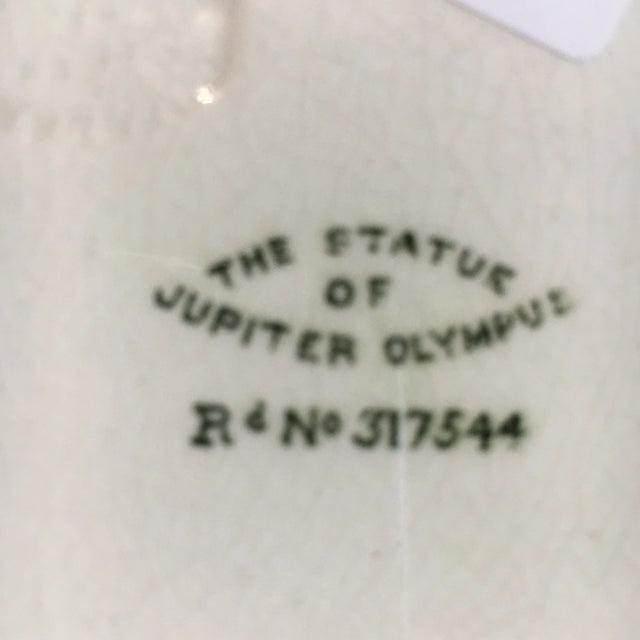 THE STATUE
OF
JUPITER OLYMPUS
Rd No 317544